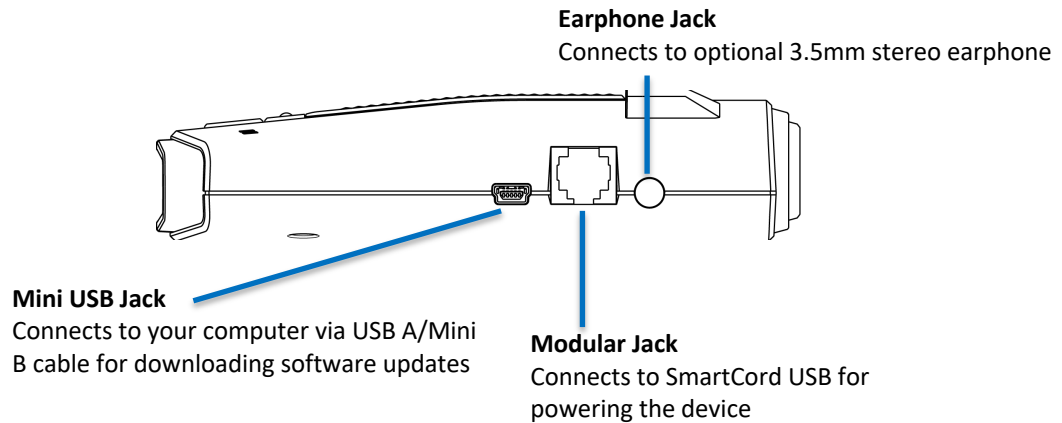 Earphone Jack
Connects to optional 3.5mm stereo earphone
Mini USB Jack
Connects to your computer via USB A/Mini
B cable for downloading software updates
Modular Jack
Connects to SmartCord USB for
powering the device